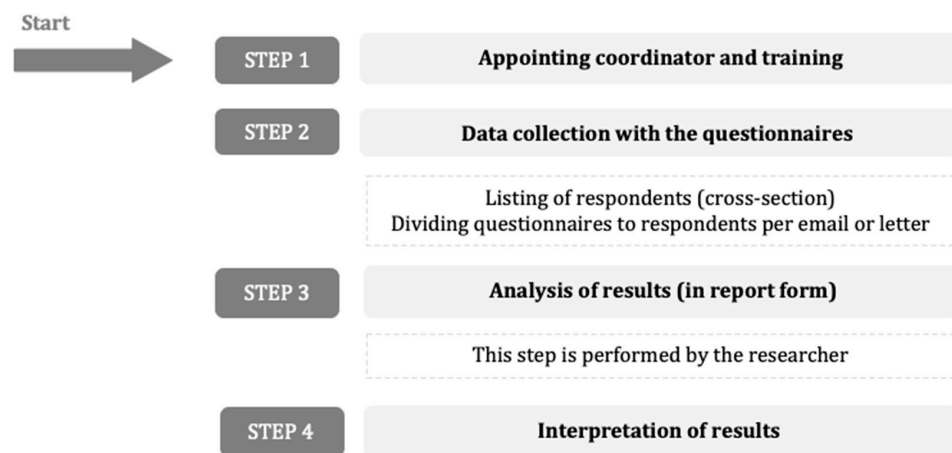 Start
STEP 1
Appointing coordinator and training
STEP 2
Data collection with the questionnaires
Listing of respondents (cross-section)
Dividing questionnaires to respondents per email or letter
STEP 3
Analysis of results (in report form)
This step is performed by the researcher
STEP 4
Interpretation of results